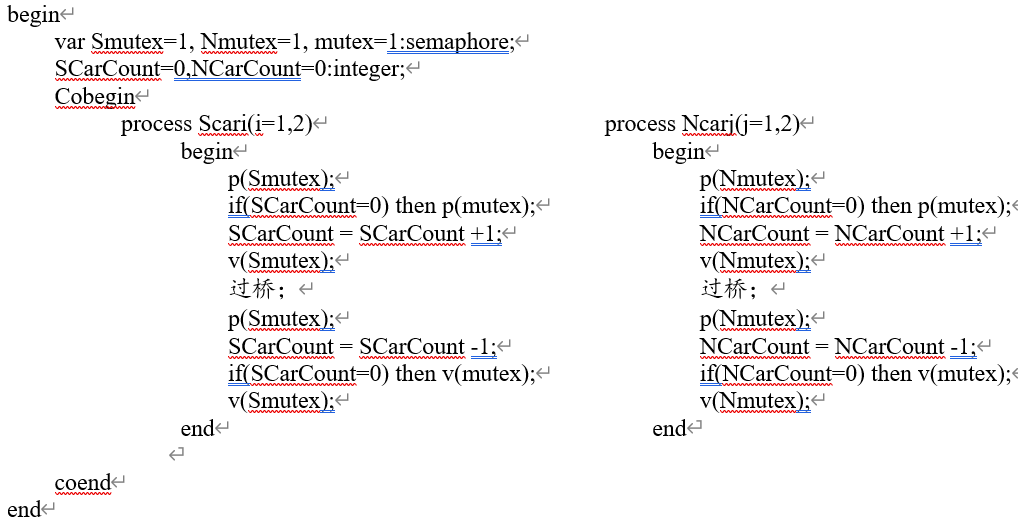 begin
var Smutex=1, Nmutex=1, mutex=1:semaphore;
SCarCount=0,NCarCount=0:integer;
Cobegin
process Scari(i=1,2)
begin
p(Smutex);
if(SCarCount=0) then p(mutex);
SCarCount = SCarCount +1;
v(Smutex);
过桥；
p(Smutex);
SCarCount = SCarCount -1;
if(SCarCount=0) then v(mutex);
v(Smutex);
end
process Ncarj(j=1,2)
begin
p(Nmutex);
if(NCarCount=0) then p(mutex);
NCarCount = NCarCount +1;
v(Nmutex);
过桥；
p(Nmutex);
NCarCount = NCarCount -1;
if(NCarCount=0) then v(mutex);
v(Nmutex);
end
coend
end